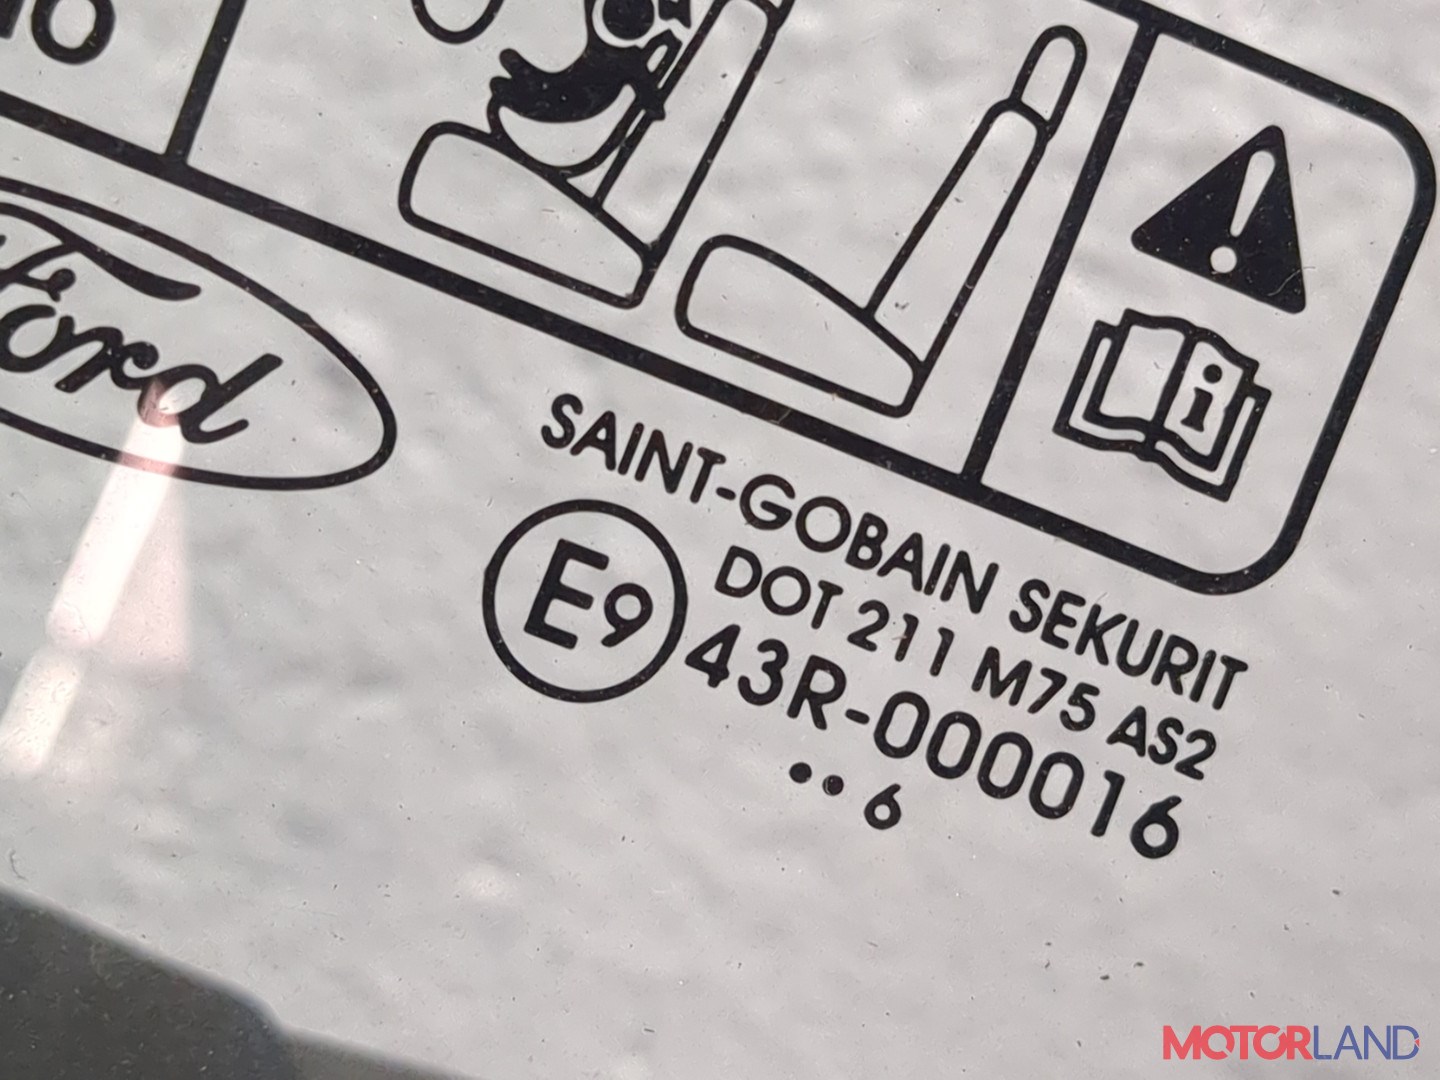 Ford
SAINT-GOBAIN SEKURIT
DOT 211 M75 AS2
E9 43R-000016
••6
i
MOTORLAND